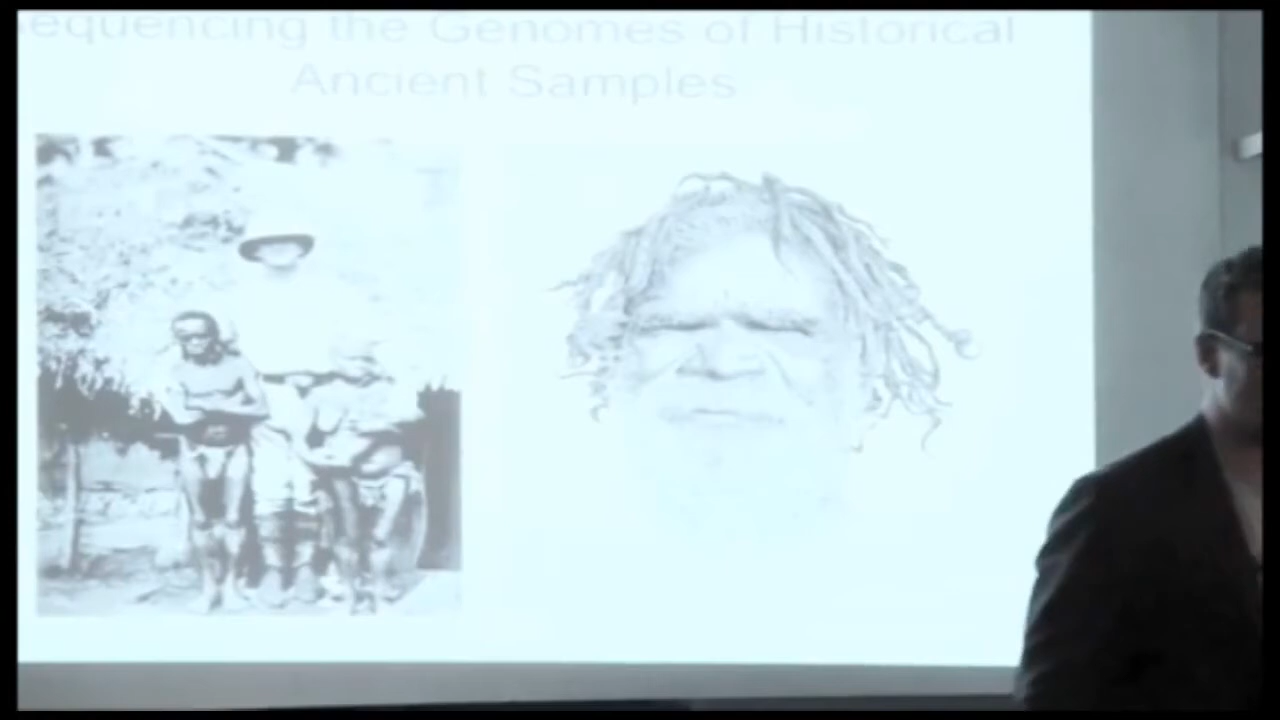 equencing the Genomes of Historical
Ancient Samples